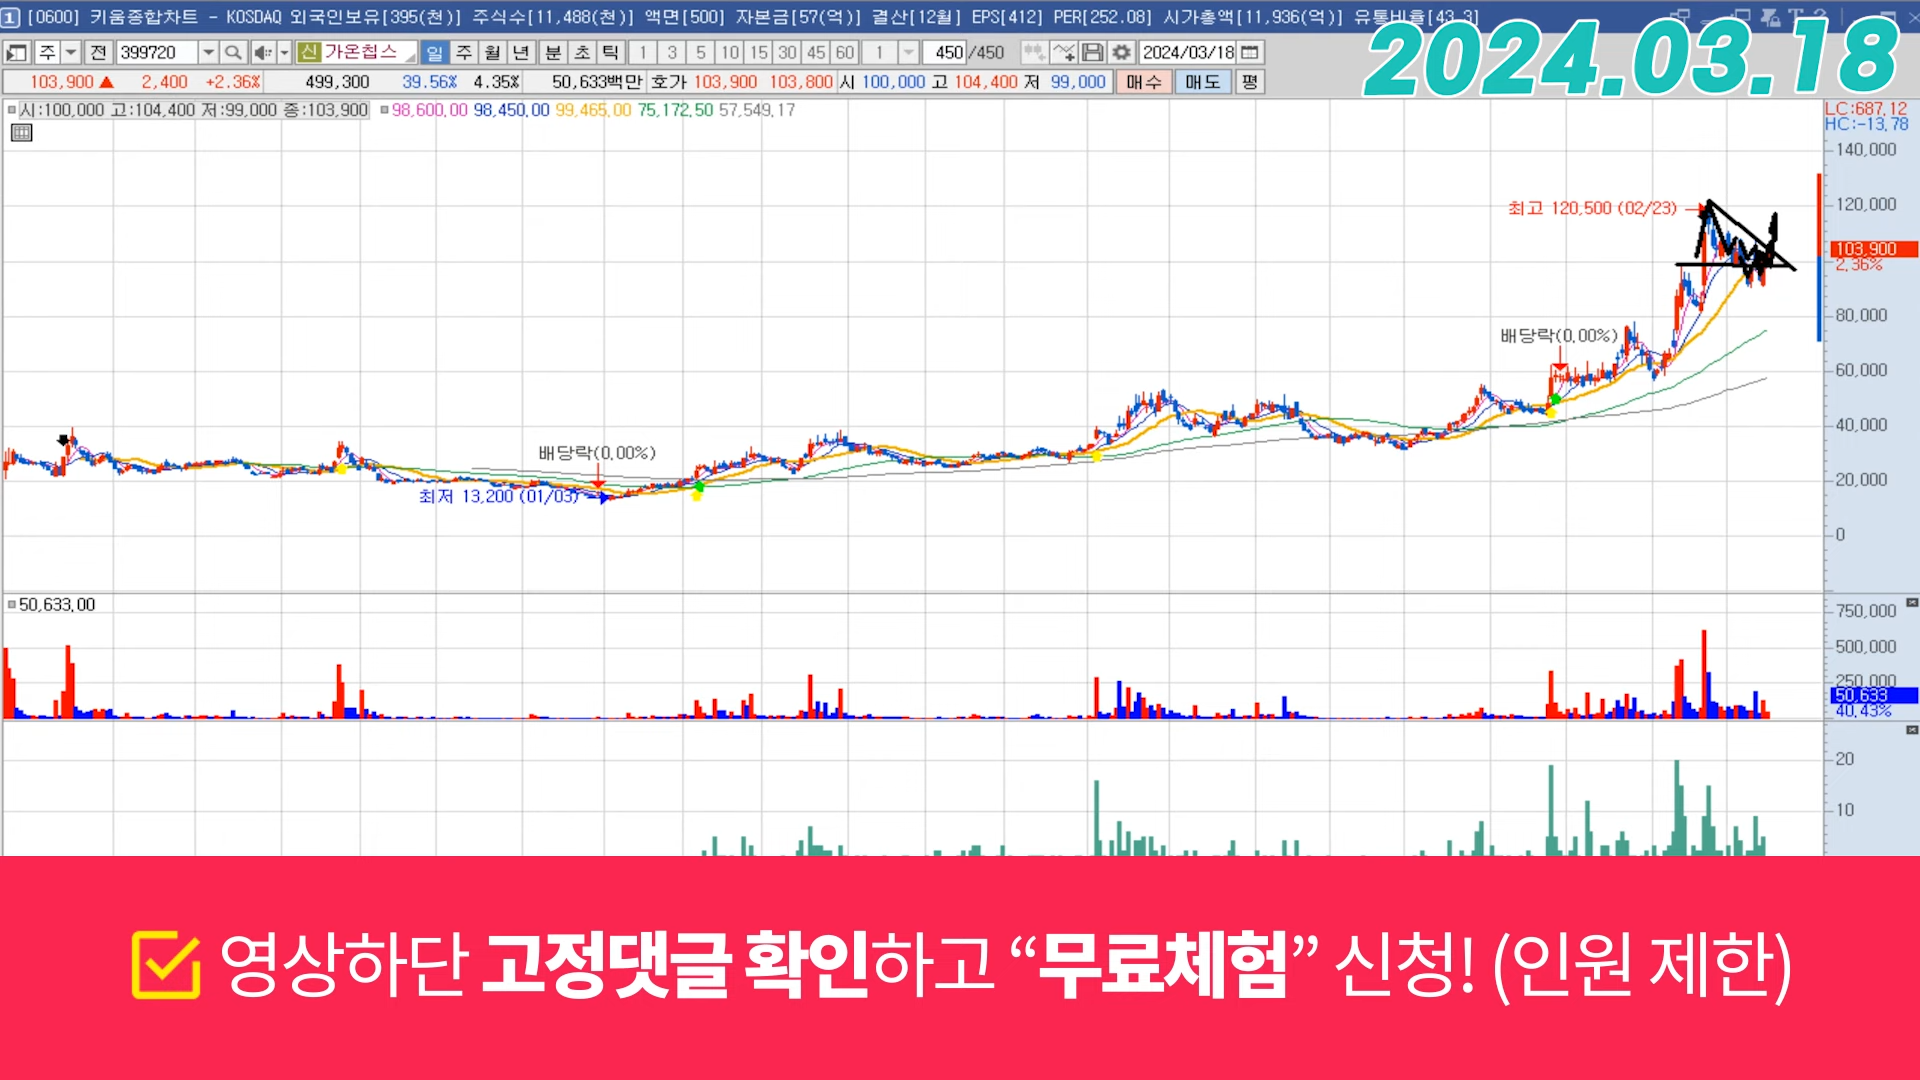 1 [0600] 키움종합차트 - KOSDAQ 외국인보유[395(천)] 주식수[11,488(천)] 액면[500] 자본금[57(억)] 결산[12월] EPS[412] PER[252.08] 시가총액[11,936(억)] 유통비율[43.3]
2024.03.18
주 전 399720 신 가온칩스 일 주 월 년 분 초 틱 1 3 5 10 15 30 45 60 1 450 /450 2024/03/18
103,900 ▲ 2,400 +2.36% 499,300 39.56% 4.35% 50,633백만 호가 103,900 103,800 시 100,000 고 104,400 저 99,000 매수 매도 평
시:100,000 고:104,400 저:99,000 종:103,900 98,600.00 98,450.00 99,465.00 75,172.50 57,549.17
LC:687.12
HC:-13.78
140,000
최고 120,500 (02/23)
120,000
103,900
2.36%
80,000
배당락(0.00%)
60,000
40,000
배당락(0.00%)
20,000
최저 13,200 (01/03)
0
50,633.00
750,000
500,000
250,000
50,633
40.43%
20
10
영상하단 고정댓글 확인하고 “무료체험” 신청! (인원 제한)